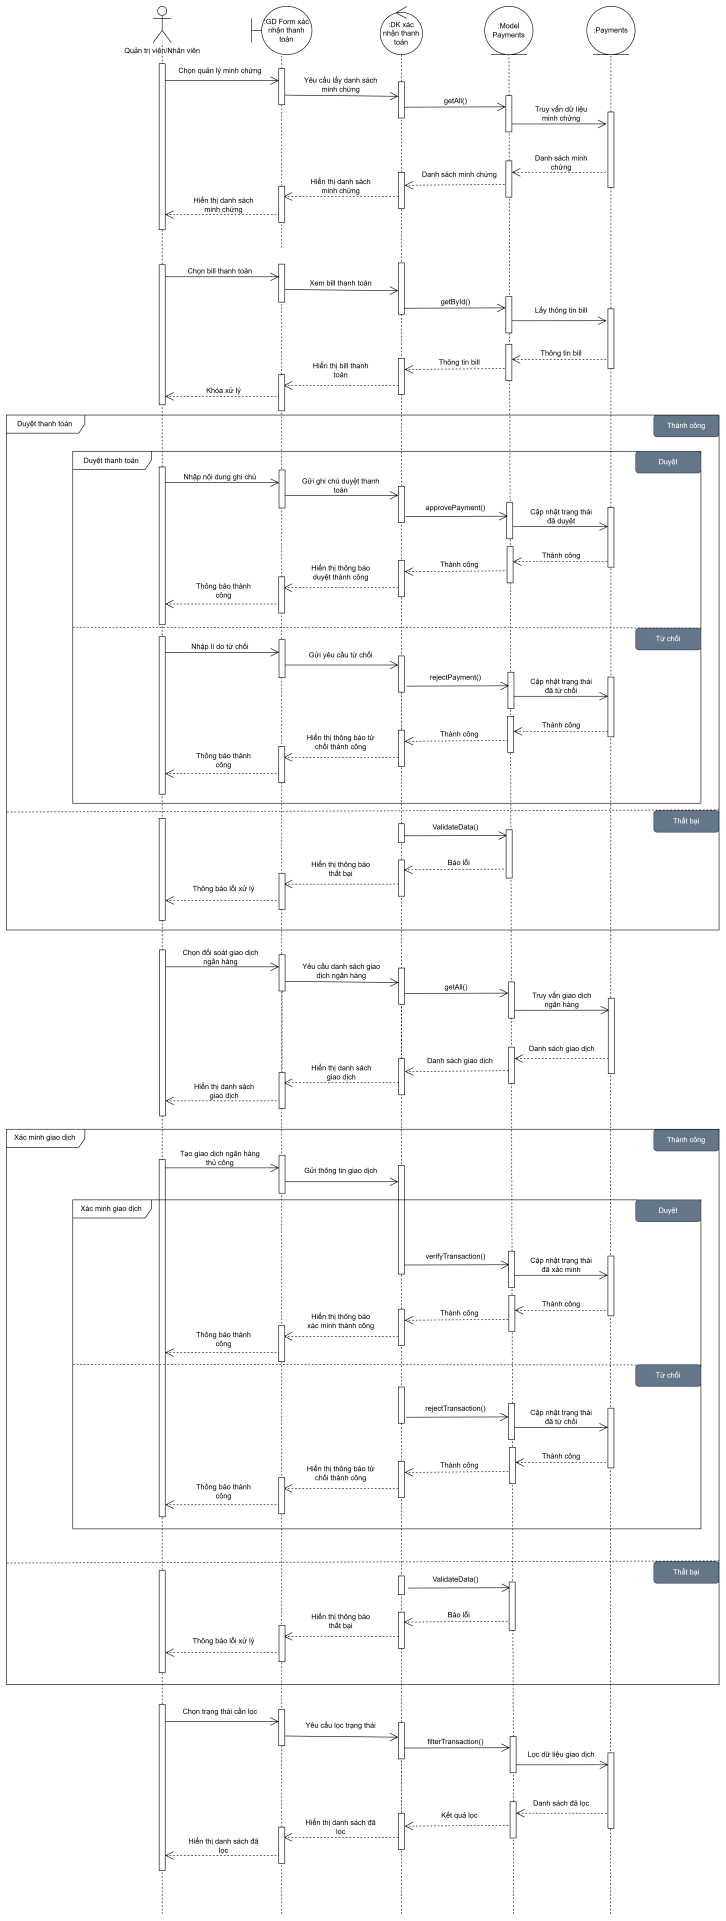 :GD Form xác
nhận thanh
toán
:DK xác
nhận thanh
toán
:Model
Payments
:Payments
Quản trị viên/Nhân viên
Chọn quản lý minh chứng
Yêu cầu lấy danh sách
minh chứng
getAll()
Truy vấn dữ liệu
minh chứng
Danh sách minh
chứng
Danh sách minh chứng
Hiển thị danh sách
minh chứng
Hiển thị danh sách
minh chứng
Chọn bill thanh toán
Xem bill thanh toán
getById()
Lấy thông tin bill
Thông tin bill
Thông tin bill
Hiển thị bill thanh
toán
Khóa xử lý
Duyệt thanh toán
Thành công
Duyệt thanh toán
Duyệt
Nhập nội dung ghi chú
Gửi ghi chú duyệt thanh
toán
approvePayment()
Cập nhật trạng thái
đã duyệt
Thành công
Thành công
Hiển thị thông báo
duyệt thành công
Thông báo thành
công
Từ chối
Nhập lí do từ chối
Gửi yêu cầu từ chối
rejectPayment()
Cập nhật trạng thái
đã từ chối
Thành công
Thành công
Hiển thị thông báo từ
chối thành công
Thông báo thành
công
Thất bại
ValidateData()
Báo lỗi
Hiển thị thông báo
thất bại
Thông báo lỗi xử lý
Chọn đối soát giao dịch
ngân hàng
Yêu cầu danh sách giao
dịch ngân hàng
getAll()
Truy vấn giao dịch
ngân hàng
Danh sách giao dịch
Danh sách giao dịch
Hiển thị danh sách
giao dịch
Hiển thị danh sách
giao dịch
Xác minh giao dịch
Thành công
Tạo giao dịch ngân hàng
thủ công
Gửi thông tin giao dịch
Xác minh giao dịch
Duyệt
verifyTransaction()
Cập nhật trạng thái
đã xác minh
Thành công
Thành công
Hiển thị thông báo
xác minh thành công
Thông báo thành
công
Từ chối
rejectTransaction()
Cập nhật trạng thái
đã từ chối
Thành công
Thành công
Hiển thị thông báo từ
chối thành công
Thông báo thành
công
Thất bại
ValidateData()
Báo lỗi
Hiển thị thông báo
thất bại
Thông báo lỗi xử lý
Chọn trạng thái cần lọc
Yêu cầu lọc trạng thái
filterTransaction()
Lọc dữ liệu giao dịch
Danh sách đã lọc
Kết quả lọc
Hiển thị danh sách đã
lọc
Hiển thị danh sách đã
lọc